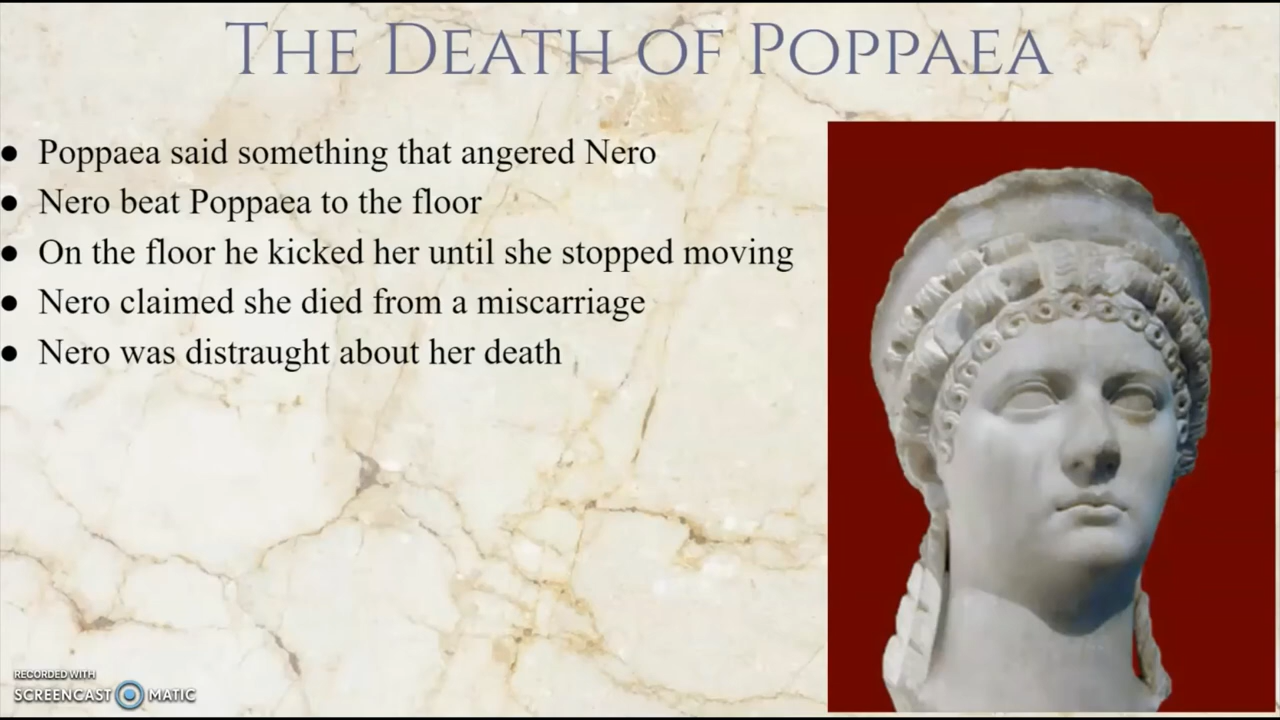 THE DEATH OF POPPAEA
● Poppaea said something that angered Nero
● Nero beat Poppaea to the floor
● On the floor he kicked her until she stopped moving
● Nero claimed she died from a miscarriage
● Nero was distraught about her death
RECORDED WITH
SCREENCAST MATIC